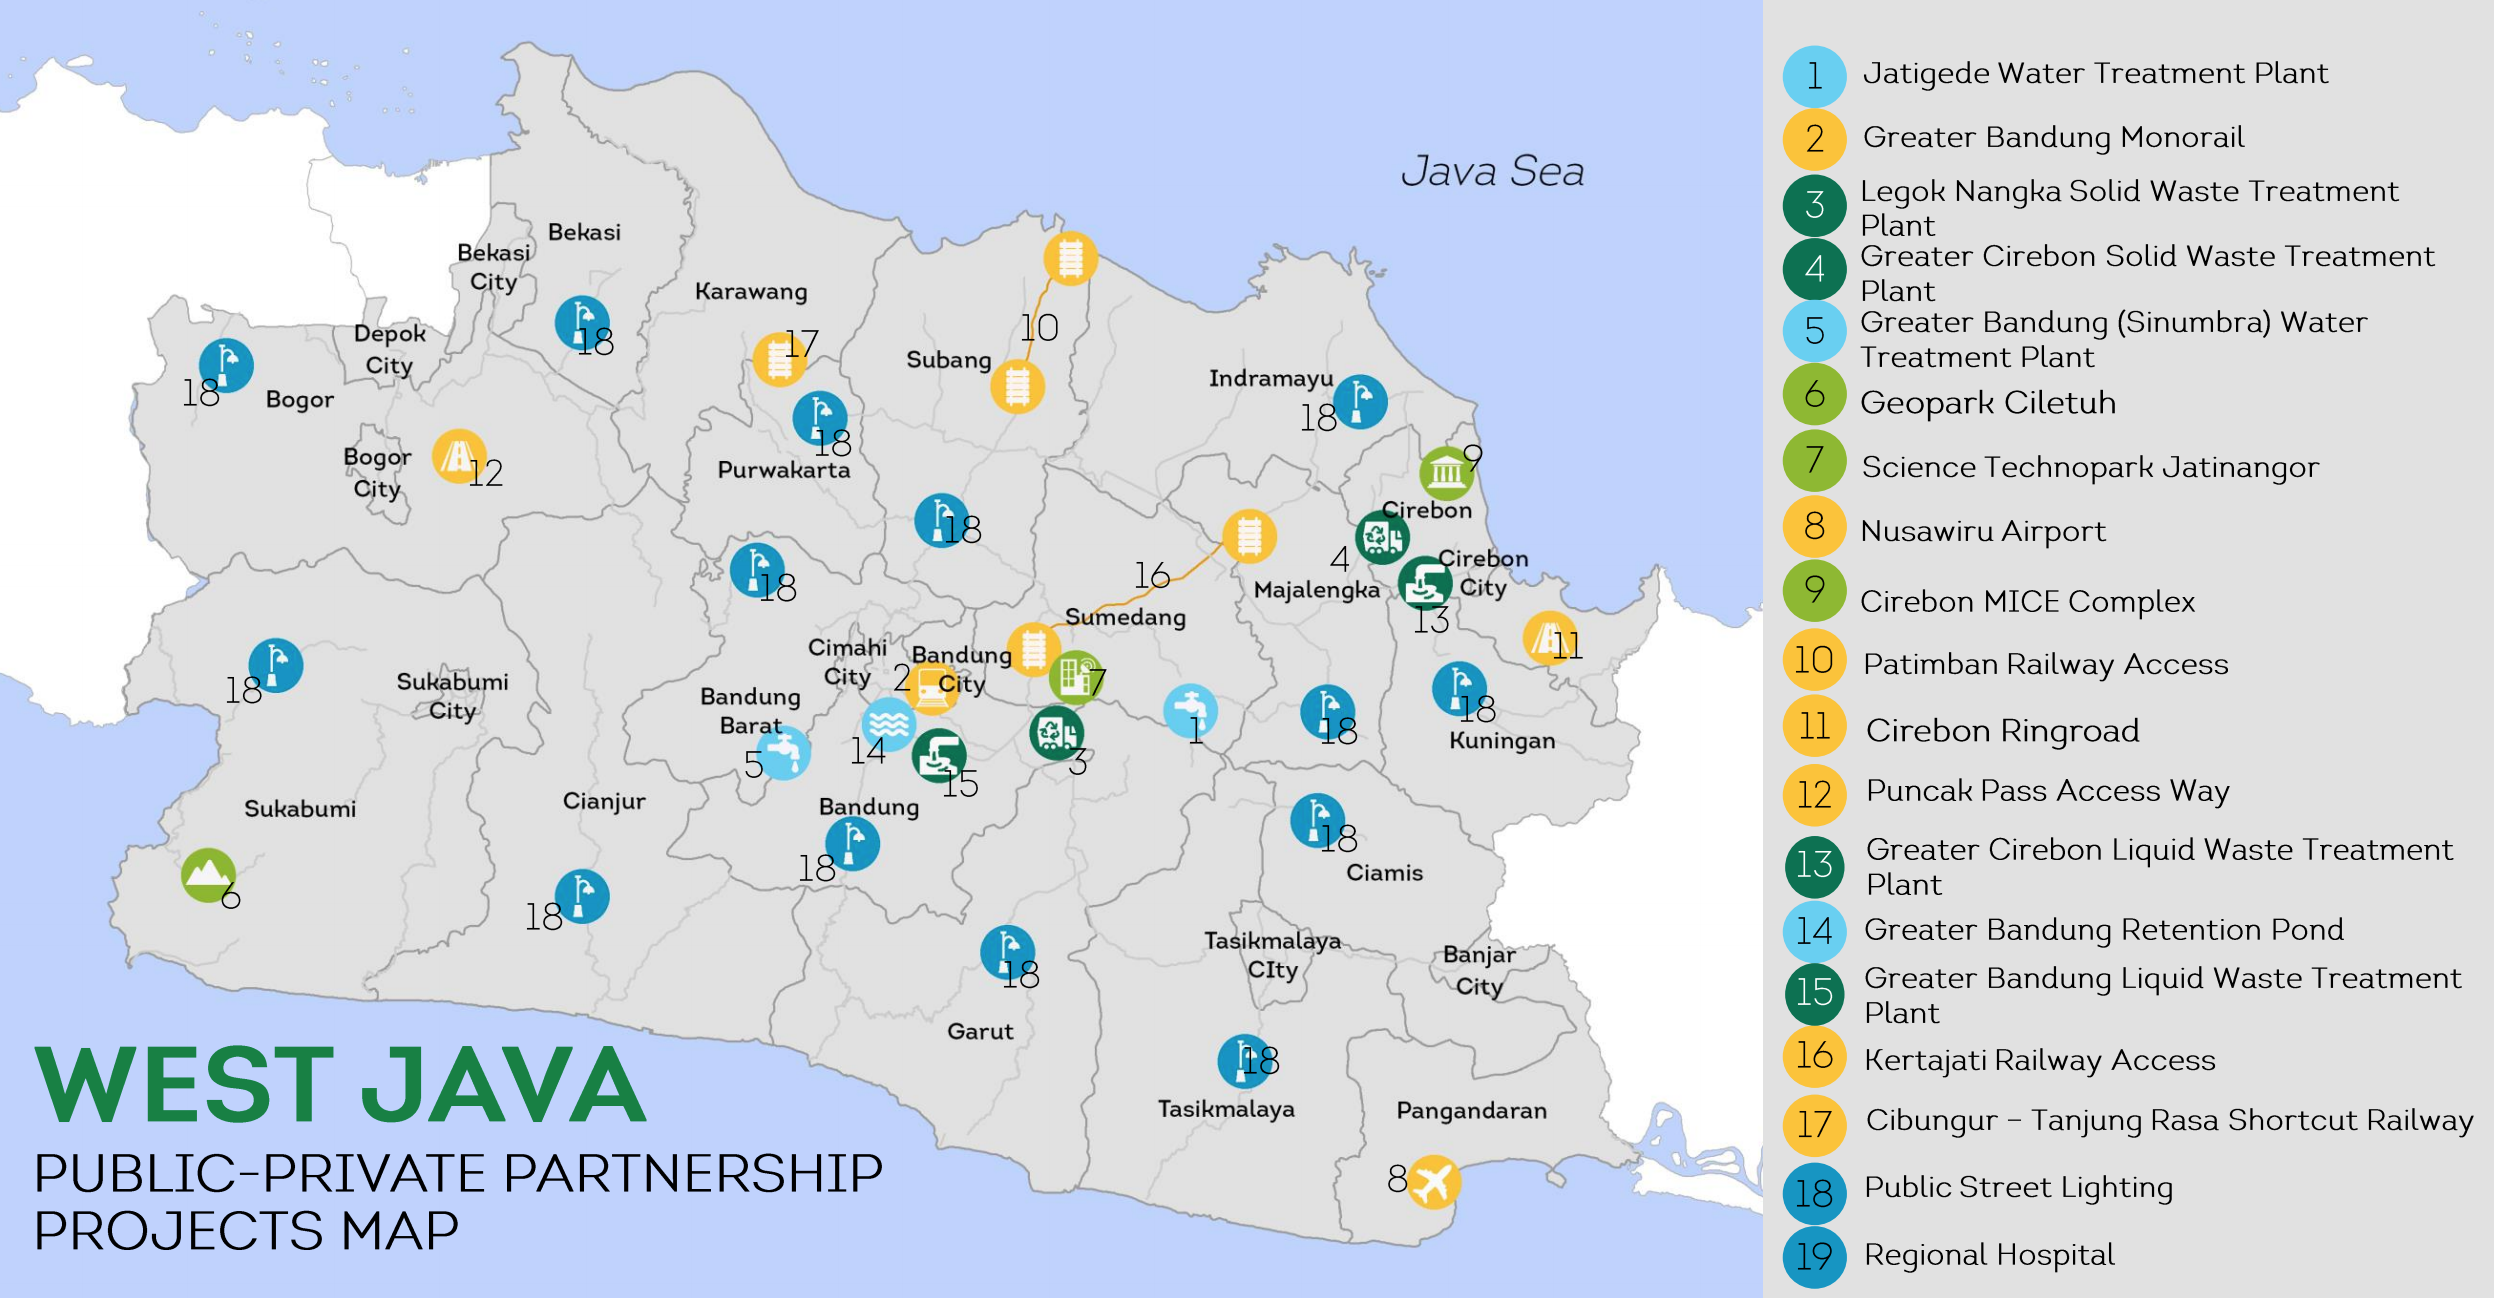 Java Sea
Bekasi
Bekasi
City
Karawang
17
10
Depok
City
18
Subang
18
Bogor
Indramayu
18
18
18
Bogor
City
12
Purwakarta
9
Cirebon
18
4
Cirebon
City
16
18
Majalengka
Sumedang
13
11
Cimahi
City
2
Bandung
City
7
18
Sukabumi
City
Bandung
Barat
5
14
15
3
1
18
18
Kuningan
Sukabumi
Cianjur
Bandung
18
18
Ciamis
6
18
Tasikmalaya
CIty
Banjar
City
18
Garut
18
Tasikmalaya
Pangandaran
8
WEST JAVA
PUBLIC-PRIVATE PARTNERSHIP
PROJECTS MAP
1 Jatigede Water Treatment Plant
2 Greater Bandung Monorail
3 Legok Nangka Solid Waste Treatment
Plant
4 Greater Cirebon Solid Waste Treatment
Plant
5 Greater Bandung (Sinumbra) Water
Treatment Plant
6 Geopark Ciletuh
7 Science Technopark Jatinangor
8 Nusawiru Airport
9 Cirebon MICE Complex
10 Patimban Railway Access
11 Cirebon Ringroad
12 Puncak Pass Access Way
13 Greater Cirebon Liquid Waste Treatment
Plant
14 Greater Bandung Retention Pond
15 Greater Bandung Liquid Waste Treatment
Plant
16 Kertajati Railway Access
17 Cibungur – Tanjung Rasa Shortcut Railway
18 Public Street Lighting
19 Regional Hospital